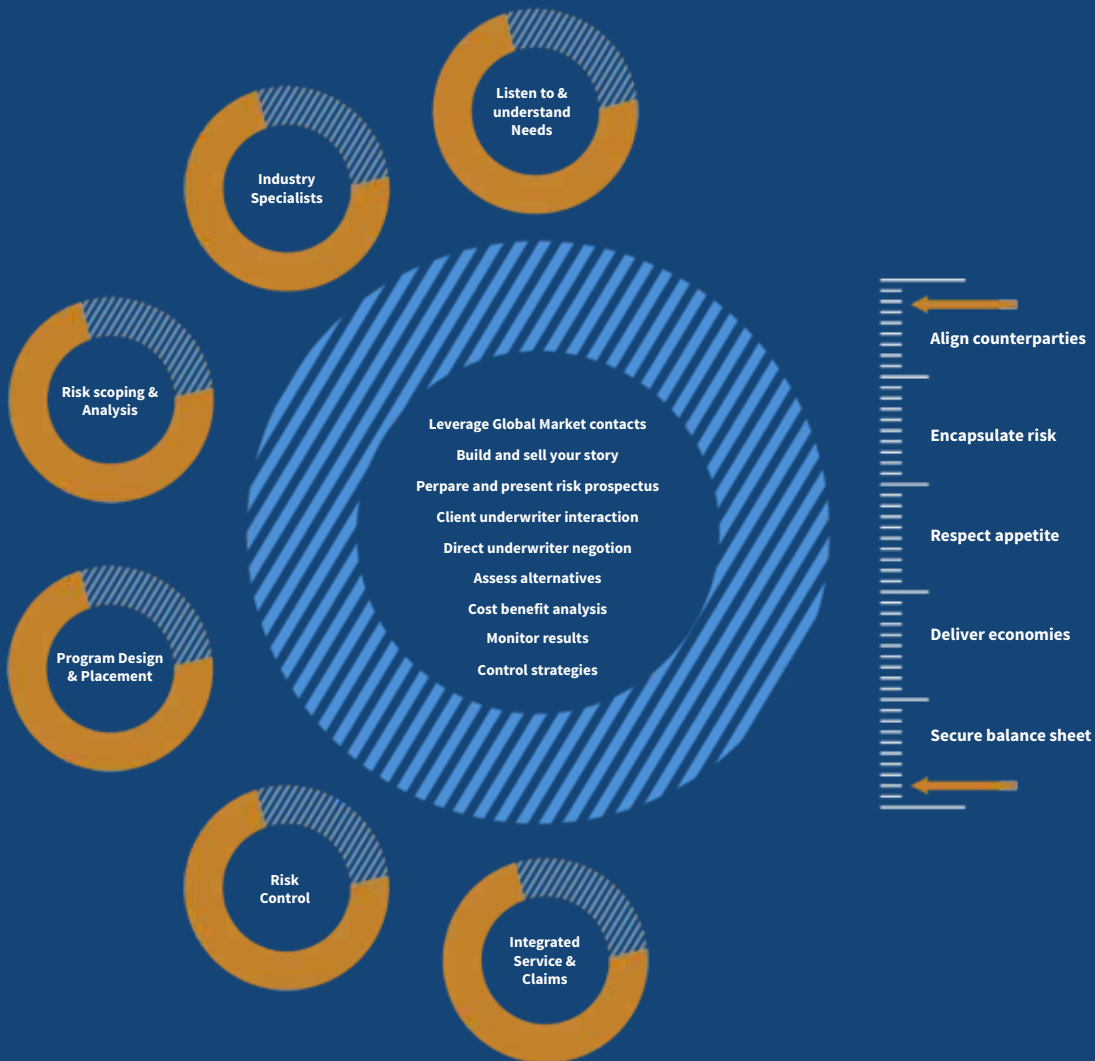 Listen to &
understand
Needs
Industry
Specialists
Risk scoping &
Analysis
Program Design
& Placement
Risk
Control
Integrated
Service &
Claims
Leverage Global Market contacts
Build and sell your story
Perpare and present risk prospectus
Client underwriter interaction
Direct underwriter negotion
Assess alternatives
Cost benefit analysis
Monitor results
Control strategies
Align counterparties
Encapsulate risk
Respect appetite
Deliver economies
Secure balance sheet